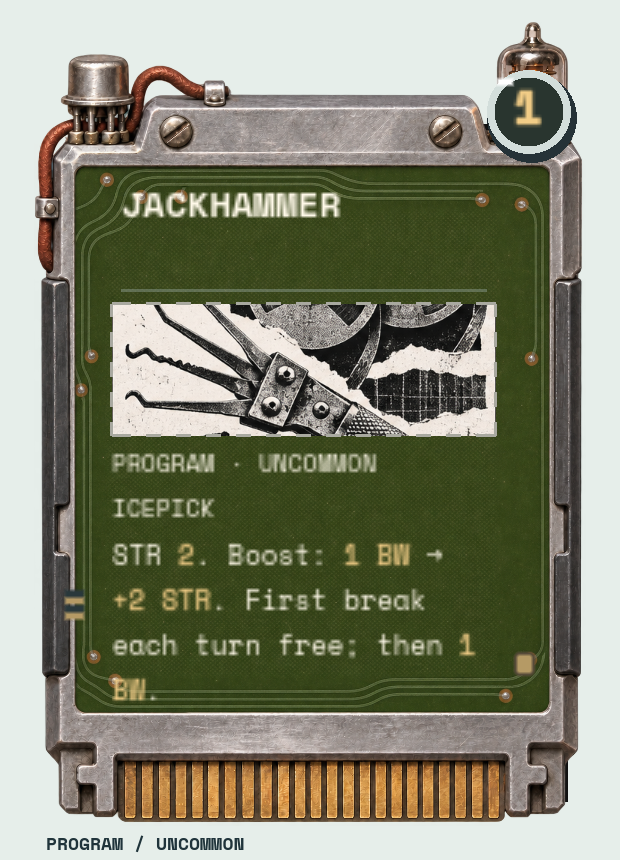 1
JACKHAMMER
PROGRAM · UNCOMMON
ICEPICK
STR 2. Boost: 1 BW →
+2 STR. First break
each turn free; then 1
BW.
PROGRAM / UNCOMMON